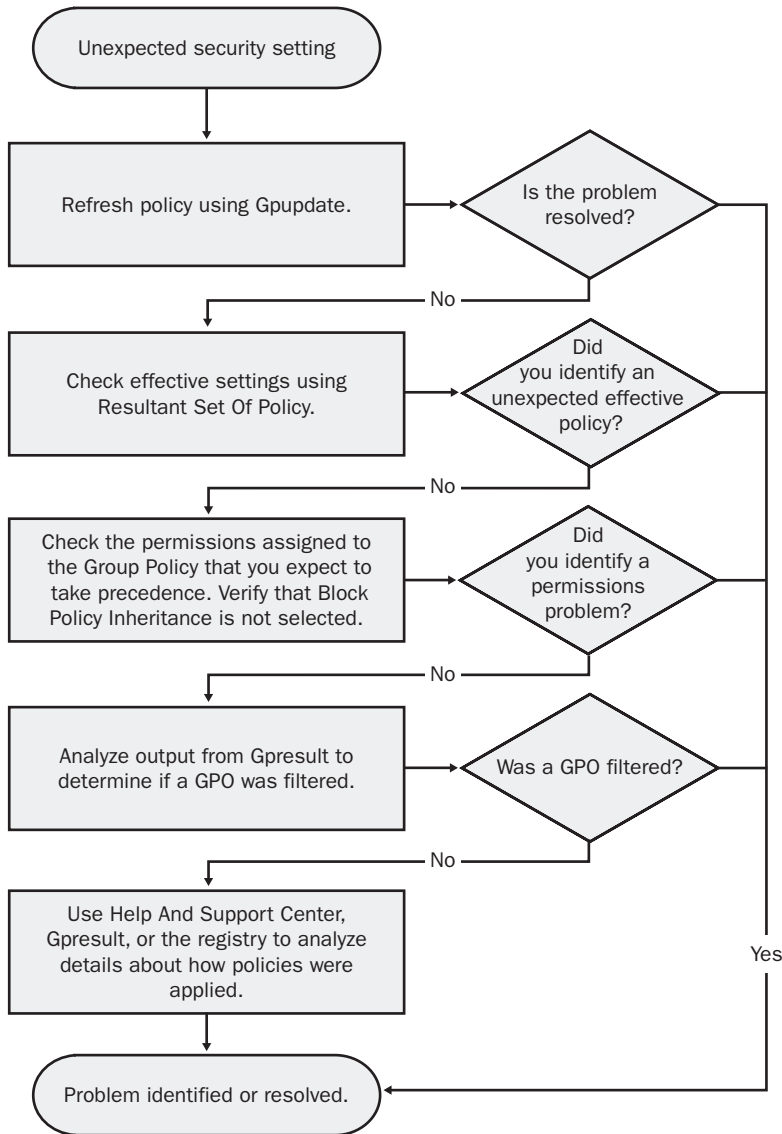 Unexpected security setting
Refresh policy using Gpupdate.
Is the problem
resolved?
No
Check effective settings using
Resultant Set Of Policy.
Did
you identify an
unexpected effective
policy?
No
Check the permissions assigned to
the Group Policy that you expect to
take precedence. Verify that Block
Policy Inheritance is not selected.
Did
you identify a
permissions
problem?
No
Analyze output from Gpresult to
determine if a GPO was filtered.
Was a GPO filtered?
No
Use Help And Support Center,
Gpresult, or the registry to analyze
details about how policies were
applied.
Yes
Problem identified or resolved.